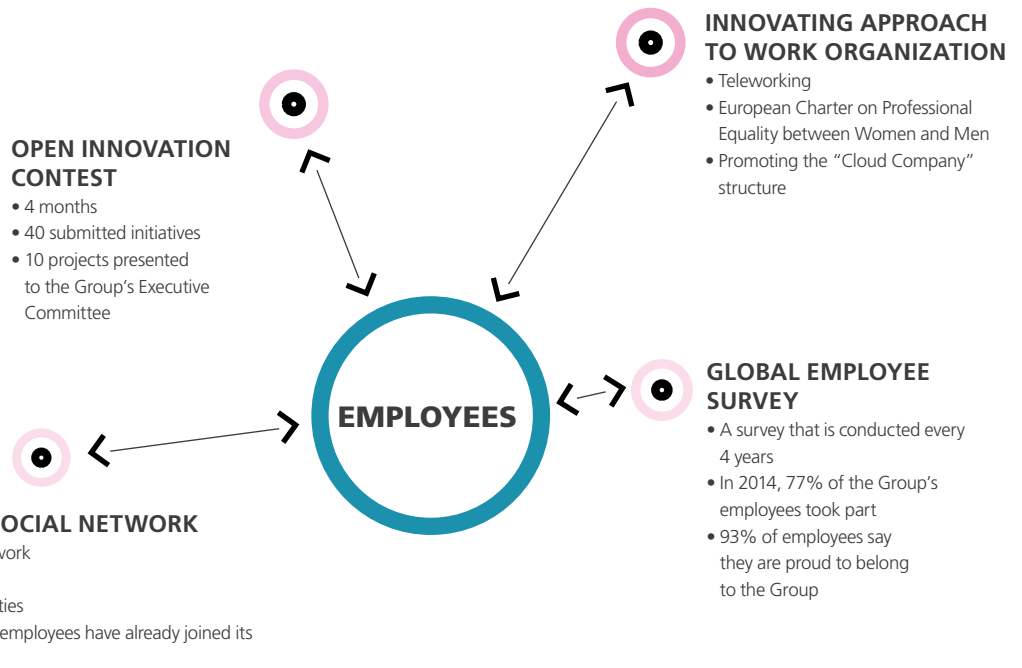 INNOVATING APPROACH
TO WORK ORGANIZATION
• Teleworking
• European Charter on Professional
Equality between Women and Men
• Promoting the “Cloud Company”
structure
OPEN INNOVATION
CONTEST
• 4 months
• 40 submitted initiatives
• 10 projects presented
to the Group’s Executive
Committee
EMPLOYEES
GLOBAL EMPLOYEE
SURVEY
• A survey that is conducted every
4 years
• In 2014, 77% of the Group’s
employees took part
• 93% of employees say
they are proud to belong
to the Group
NETWORK
employees have already joined its